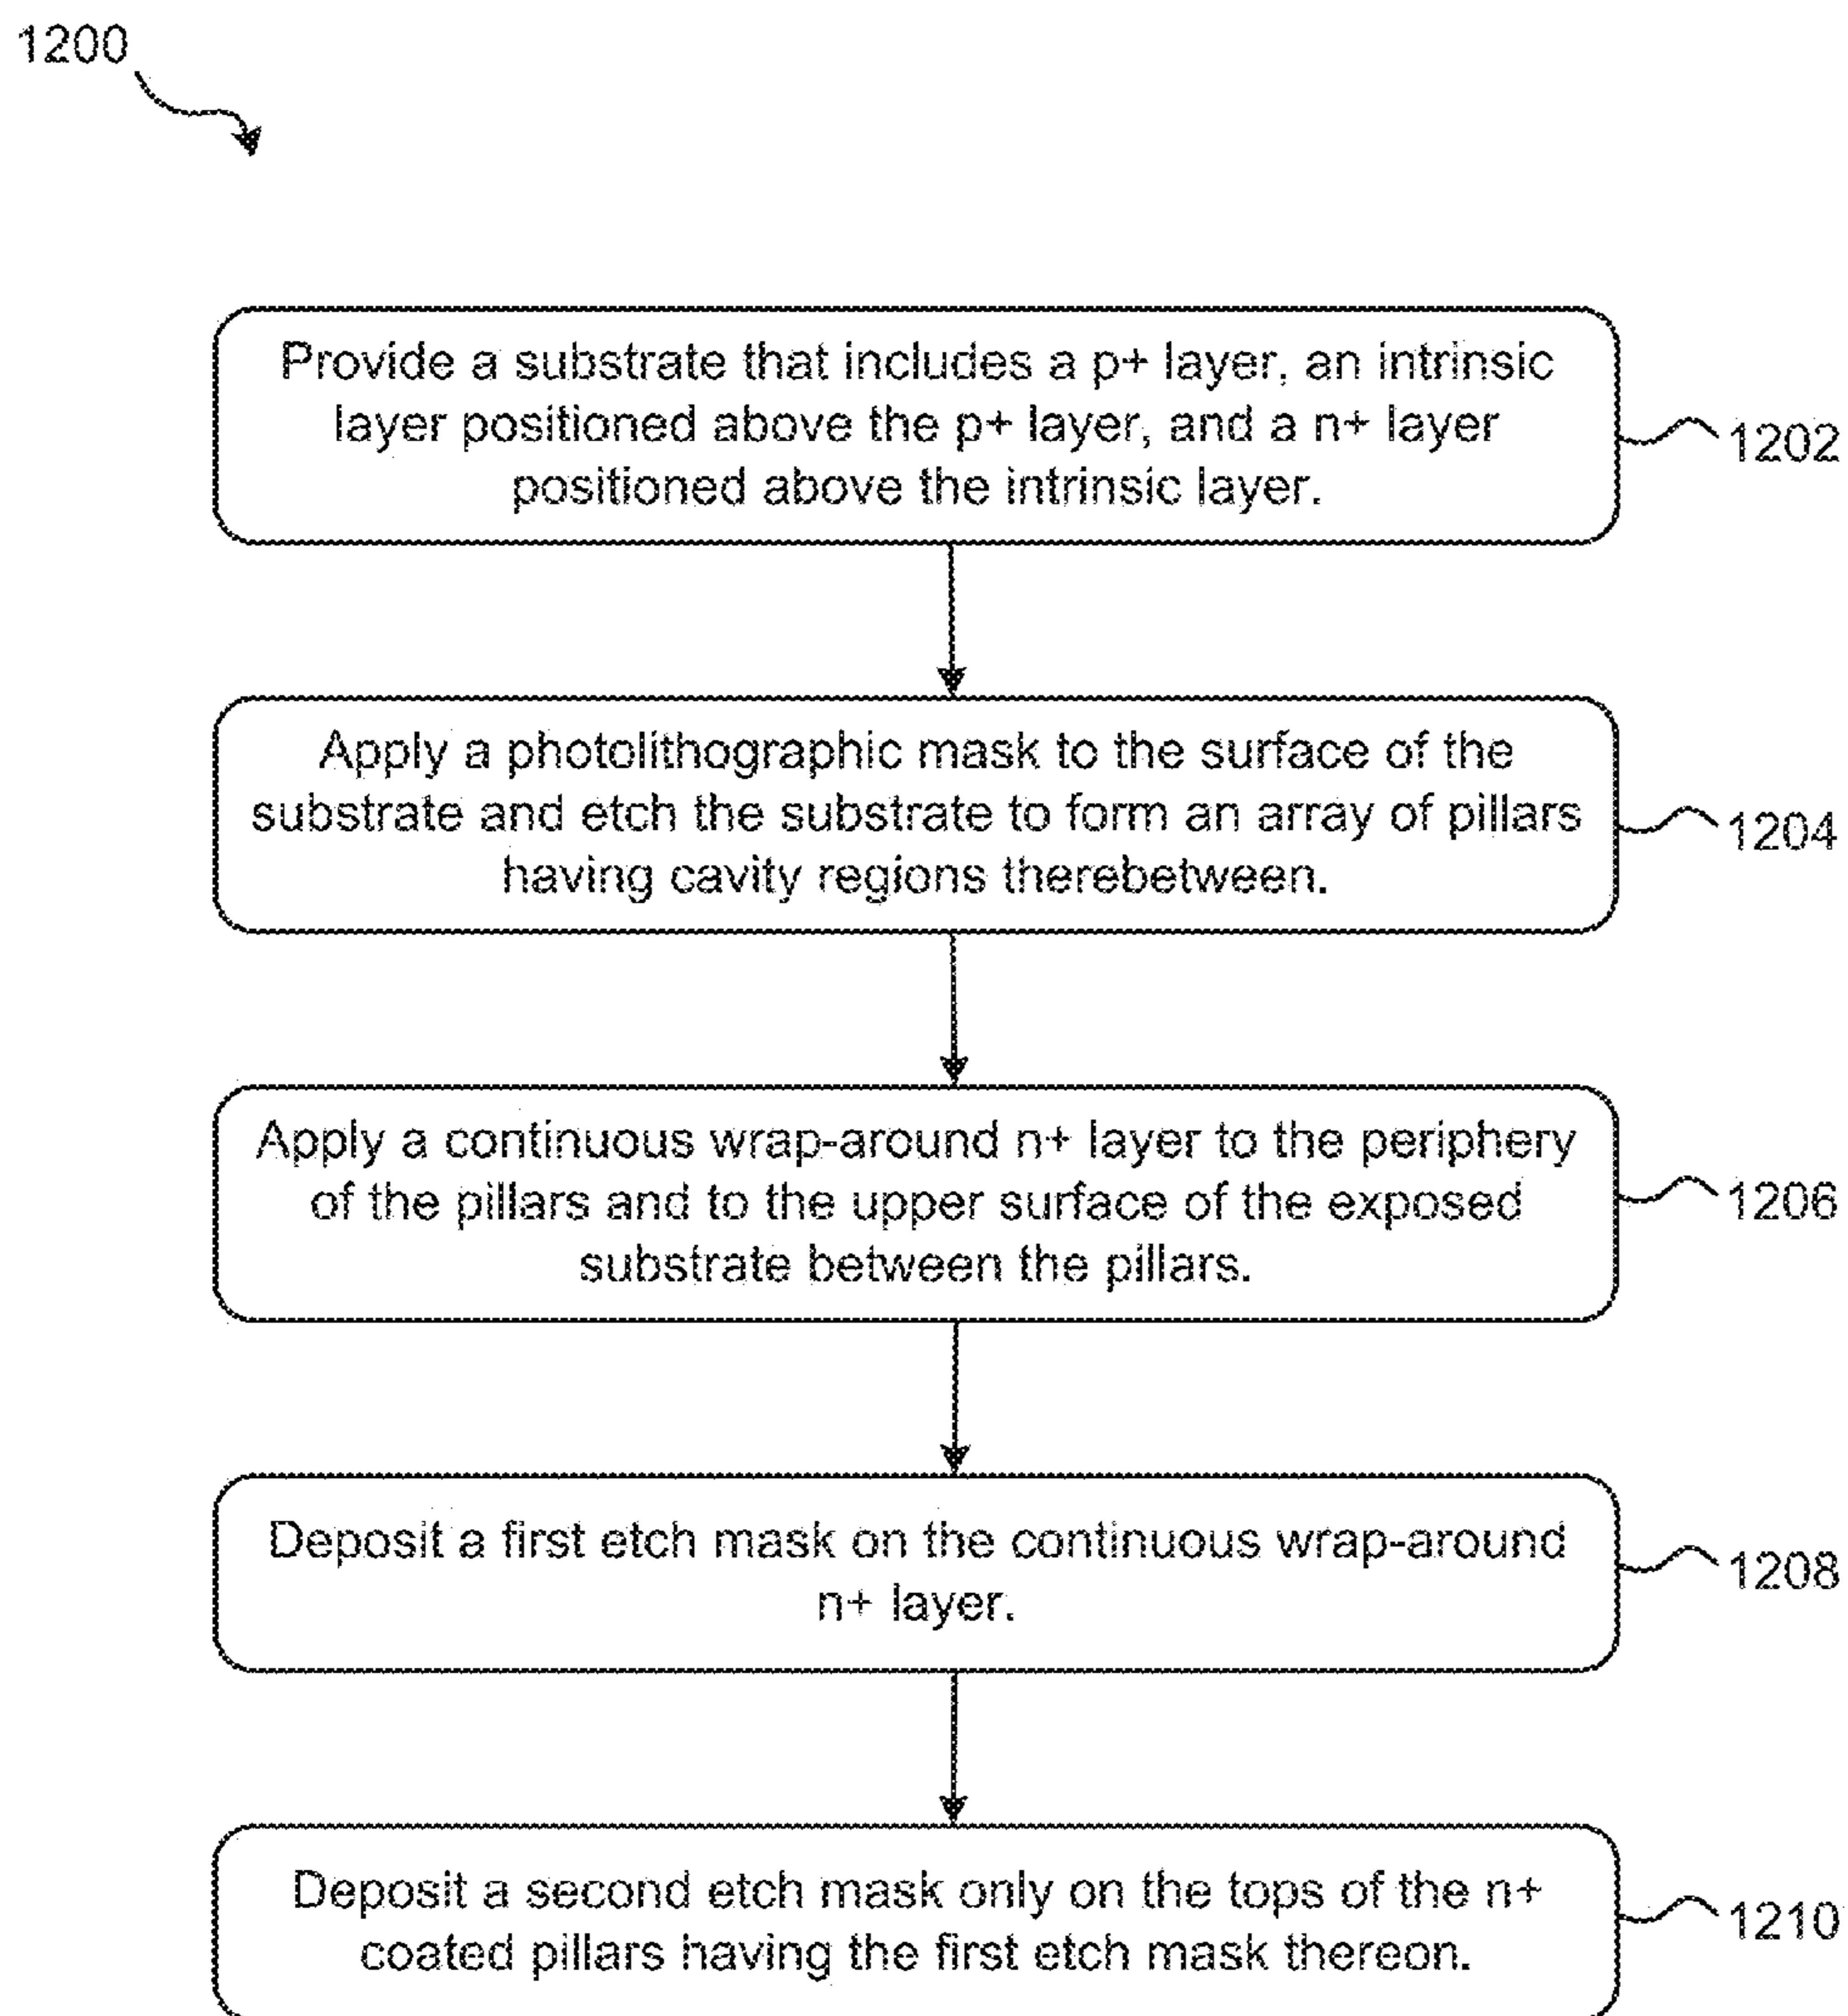 1200
Provide a substrate that includes a p+ layer, an intrinsic
layer positioned above the p+ layer, and a n+ layer
positioned above the intrinsic layer.
1202
Apply a photolithographic mask to the surface of the
substrate and etch the substrate to form an array of pillars
having cavity regions therebetween.
1204
Apply a continuous wrap-around n+ layer to the periphery
of the pillars and to the upper surface of the exposed
substrate between the pillars.
1206
Deposit a first etch mask on the continuous wrap-around
n+ layer.
1208
Deposit a second etch mask only on the tops of the n+
coated pillars having the first etch mask thereon.
1210